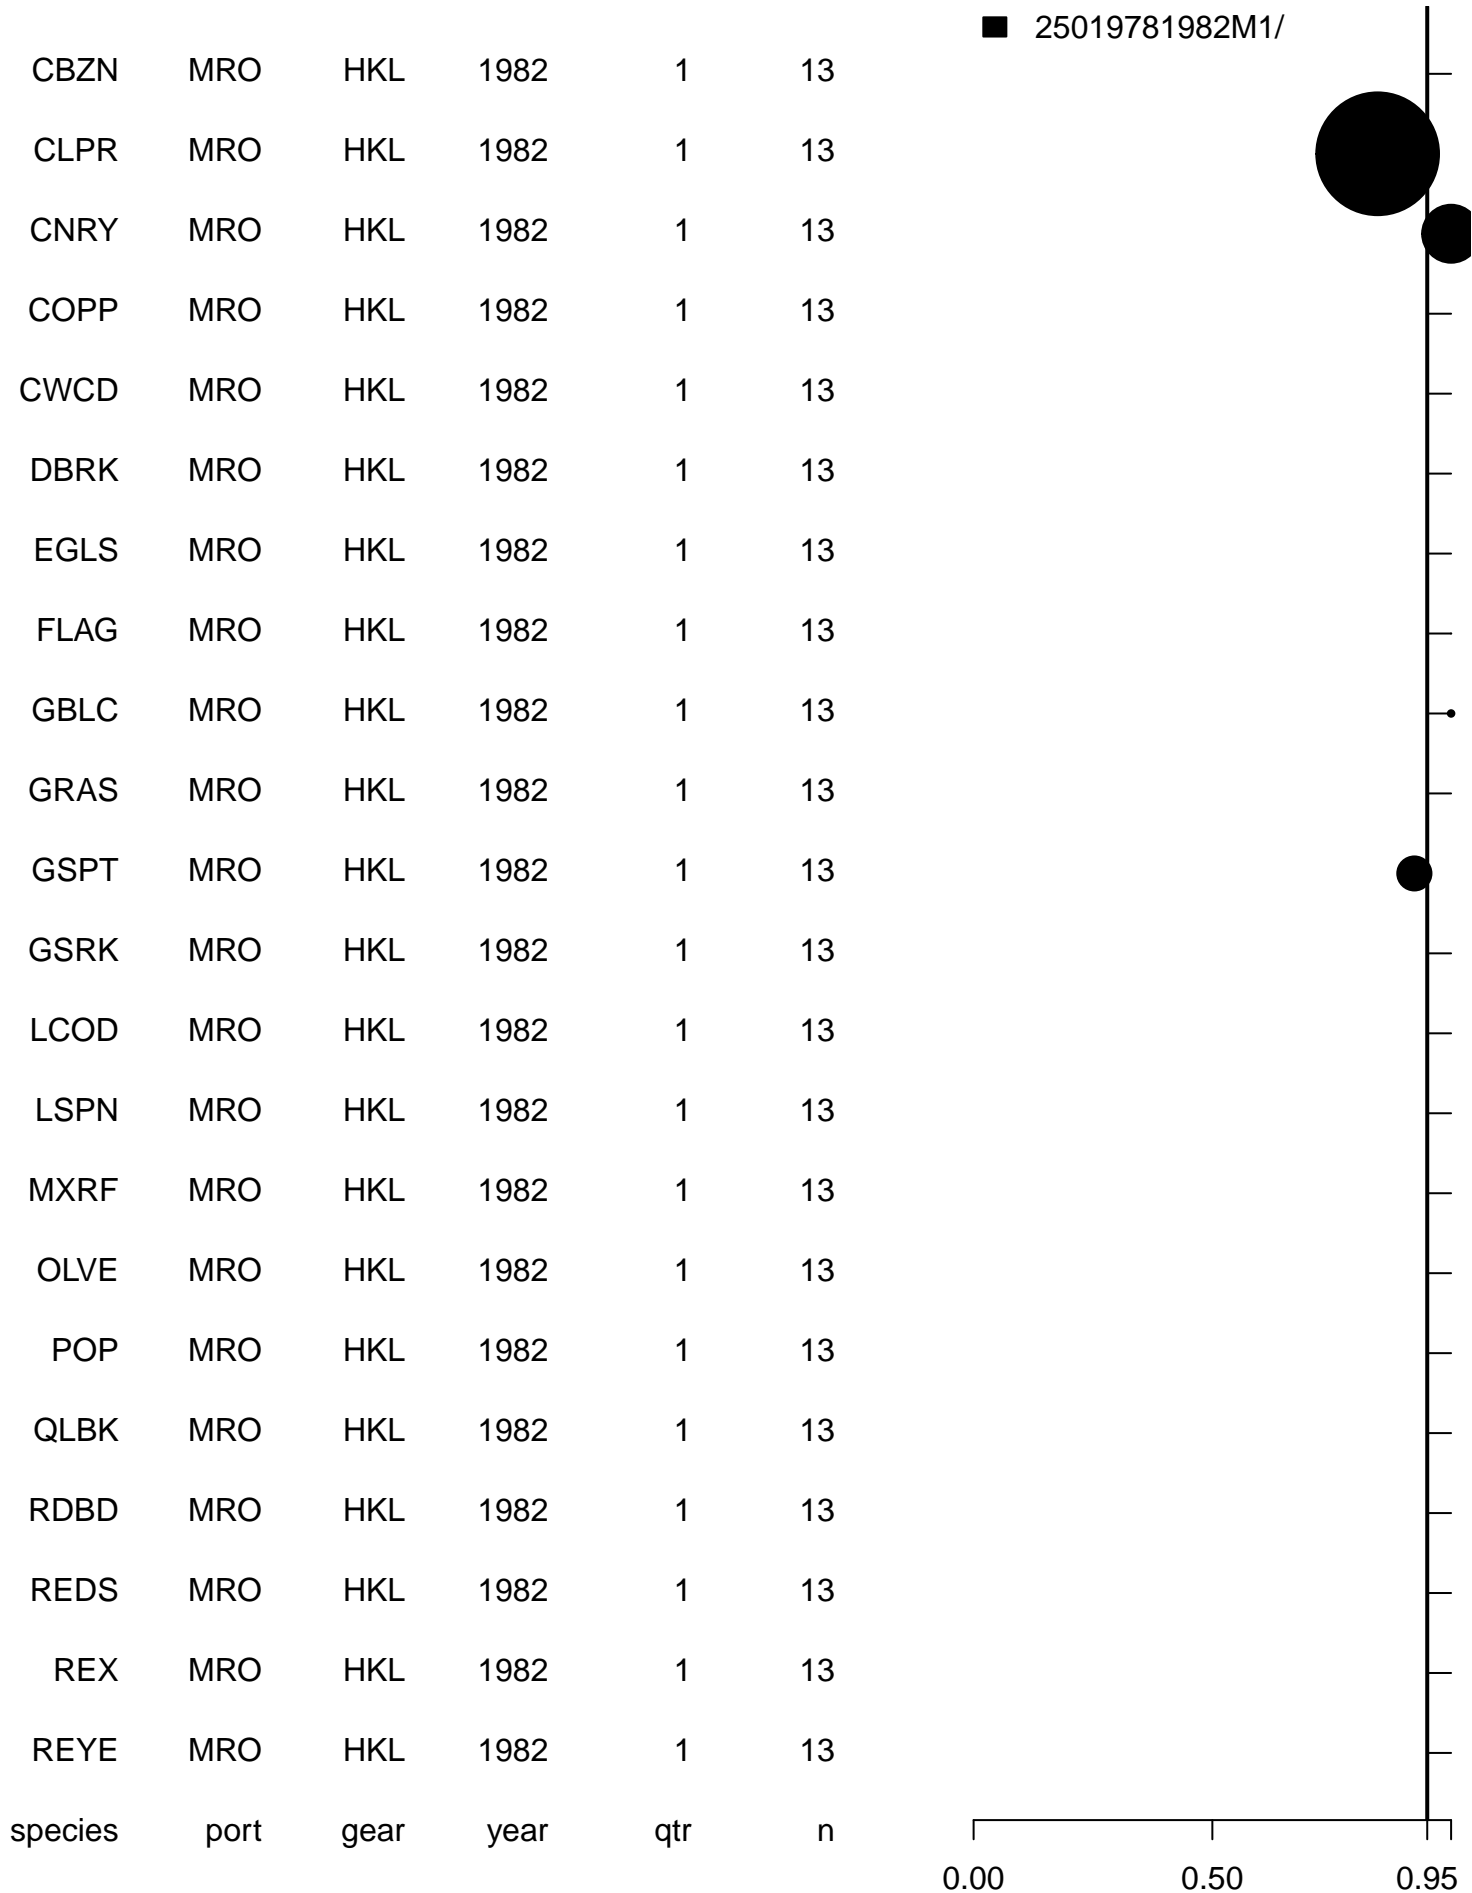 25019781982M1/
CBZN MRO HKL 1982 1 13
CLPR MRO HKL 1982 1 13
CNRY MRO HKL 1982 1 13
COPP MRO HKL 1982 1 13
CWCD MRO HKL 1982 1 13
DBRK MRO HKL 1982 1 13
EGLS MRO HKL 1982 1 13
FLAG MRO HKL 1982 1 13
GBLC MRO HKL 1982 1 13
GRAS MRO HKL 1982 1 13
GSPT MRO HKL 1982 1 13
GSRK MRO HKL 1982 1 13
LCOD MRO HKL 1982 1 13
LSPN MRO HKL 1982 1 13
MXRF MRO HKL 1982 1 13
OLVE MRO HKL 1982 1 13
POP MRO HKL 1982 1 13
QLBK MRO HKL 1982 1 13
RDBD MRO HKL 1982 1 13
REDS MRO HKL 1982 1 13
REX MRO HKL 1982 1 13
REYE MRO HKL 1982 1 13
species port gear year qtr n
0.00 0.50 0.95